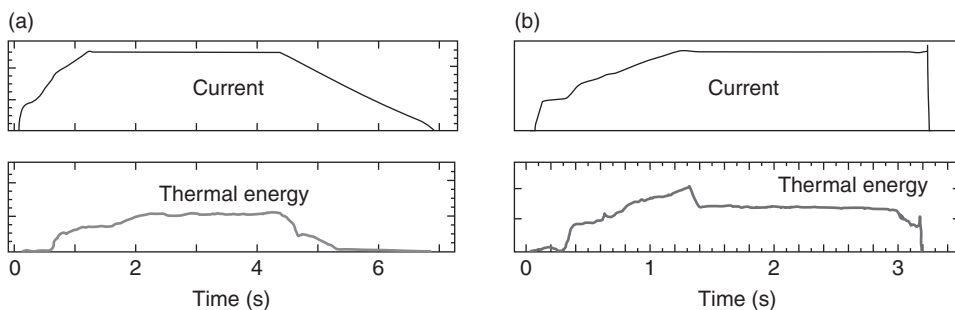 (a)
Current
Thermal energy
0 2 4 6
Time (s)
(b)
Current
Thermal energy
0 1 2 3
Time (s)